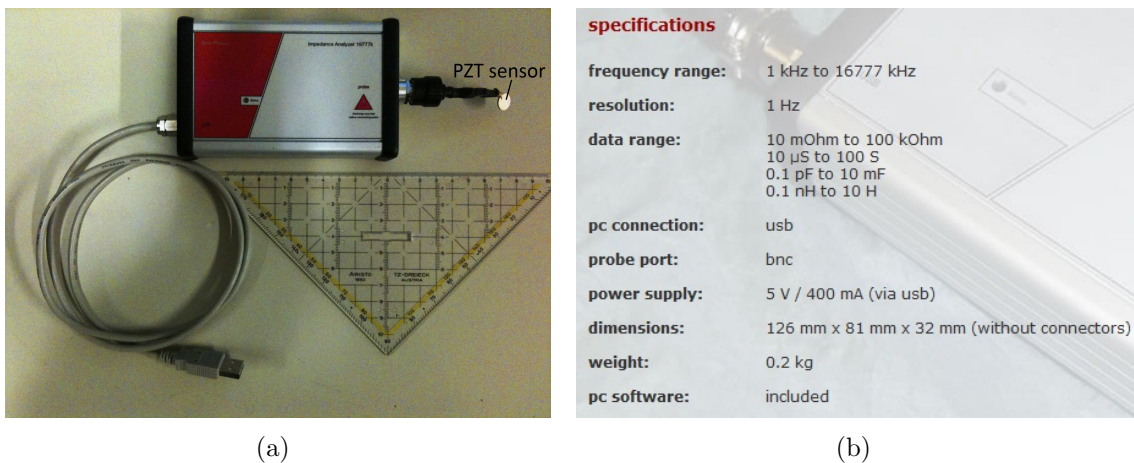 Impedance Analyzer 16777k
probe
PZT sensor
ARISTO
TZ-DREIECK
AUSTRIA
(a)
specifications
frequency range: 1 kHz to 16777 kHz
resolution: 1 Hz
data range: 10 mOhm to 100 kOhm
10 µS to 100 S
0.1 pF to 10 mF
0.1 nH to 10 H
pc connection: usb
probe port: bnc
power supply: 5 V / 400 mA (via usb)
dimensions: 126 mm x 81 mm x 32 mm (without connectors)
weight: 0.2 kg
pc software: included
(b)